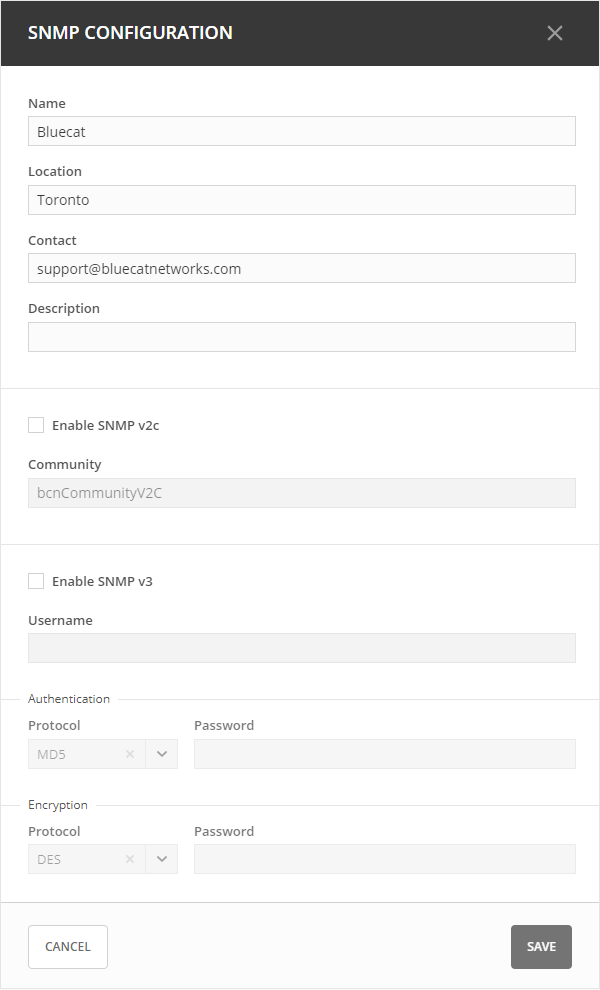 SNMP CONFIGURATION
Name
Bluecat
Location
Toronto
Contact
support@bluecatnetworks.com
Description
Enable SNMP v2c
Community
bcnCommunityV2C
Enable SNMP v3
Username
Authentication
Protocol Password
MD5
Encryption
Protocol Password
DES
CANCEL SAVE